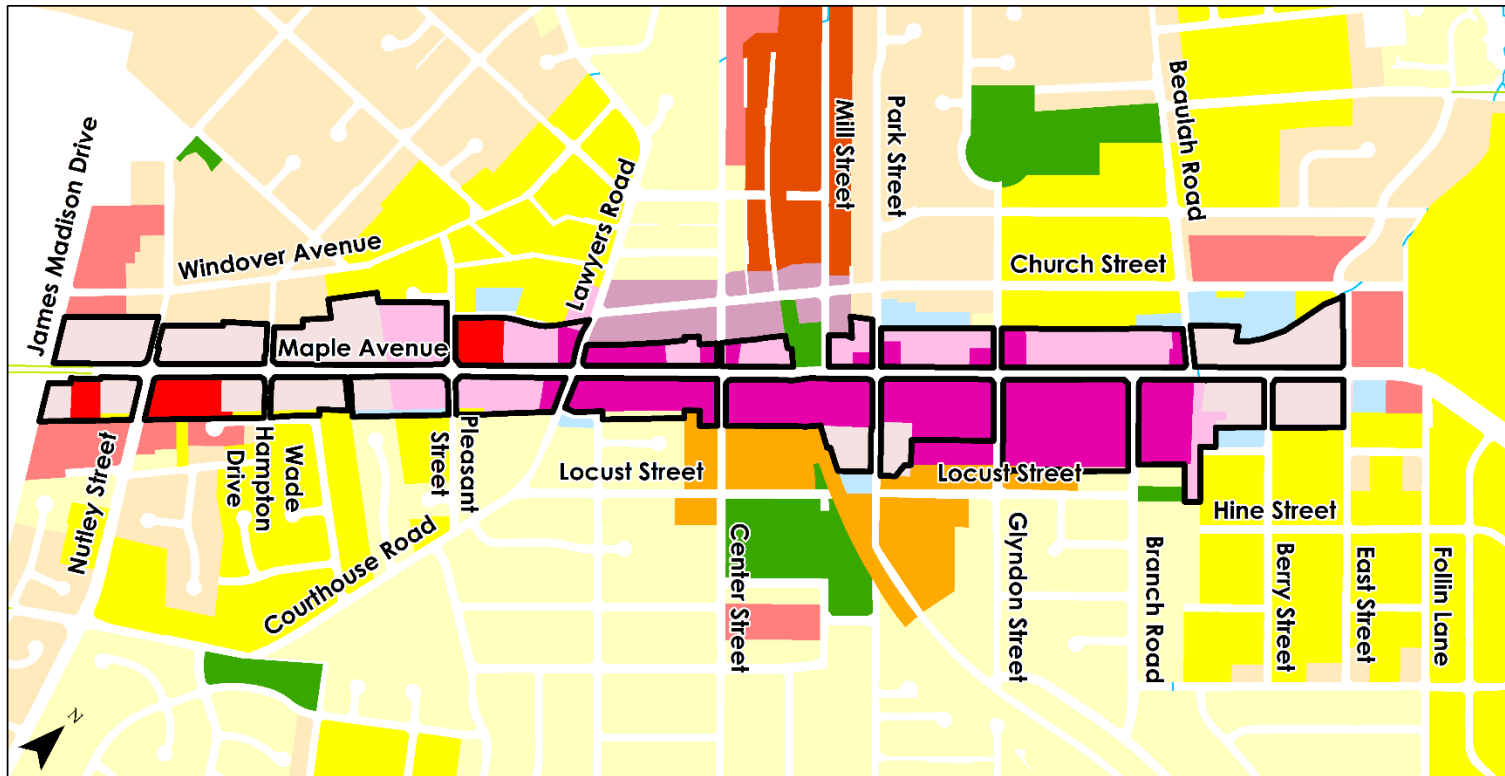 James Madison Drive
Windover Avenue
Lawyers Road
Mill Street
Park Street
Beaulah Road
Church Street
Maple Avenue
Nutley Street
Wade
Hampton
Drive
Pleasant
Street
Courthouse Road
Locust Street
Center Street
Locust Street
Glyndon Street
Branch Road
Hine Street
Berry Street
East Street
Follin Lane
N